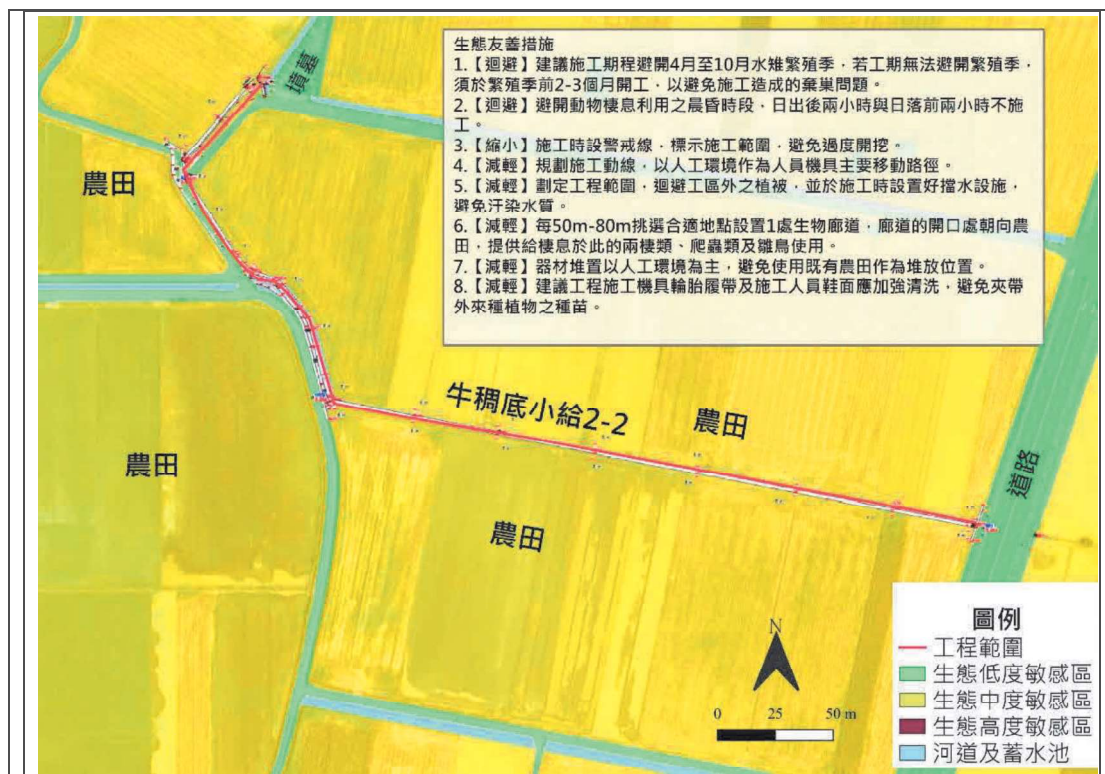 生態友善措施
1.【迴避】建議施工期程避開4月至10月水雉繁殖季，若工期無法避開繁殖季，
須於繁殖季前2-3個月開工，以避免施工造成的棄巢問題。
2.【迴避】避開動物棲息利用之晨昏時段，日出後兩小時與日落前兩小時不施
工。
3.【縮小】施工時設警戒線，標示施工範圍，避免過度開挖。
4.【減輕】規劃施工動線，以人工環境作為人員機具主要移動路徑。
5.【減輕】劃定工程範圍，迴避工區外之植被，並於施工時設置好擋水設施，
避免汙染水質。
6.【減輕】每50m-80m挑選合適地點設置1處生物廊道，廊道的開口處朝向農
田，提供給棲息於此的兩棲類、爬蟲類及雛鳥使用。
7.【減輕】器材堆置以人工環境為主，避免使用既有農田作為堆放位置。
8.【減輕】建議工程施工機具輪胎履帶及施工人員鞋面應加強清洗，避免夾帶
外來種植物之種苗。
墳墓
農田
牛稠底小給2-2
農田
農田
道路
農田
圖例
工程範圍
生態低度敏感區
生態中度敏感區
生態高度敏感區
河道及蓄水池
N
0 25 50 m